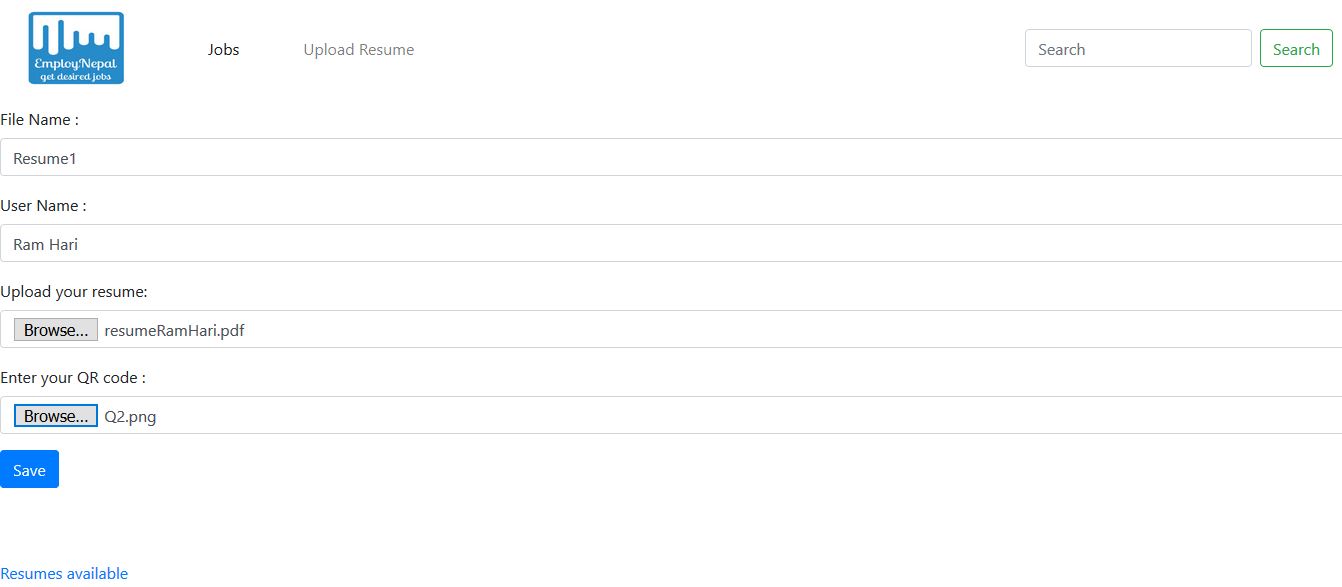 EmployNepal
get desired jobs
Jobs
Upload Resume
Search
Search
File Name :
Resume1
User Name :
Ram Hari
Upload your resume:
Browse... resumeRamHari.pdf
Enter your QR code :
Browse... Q2.png
Save
Resumes available